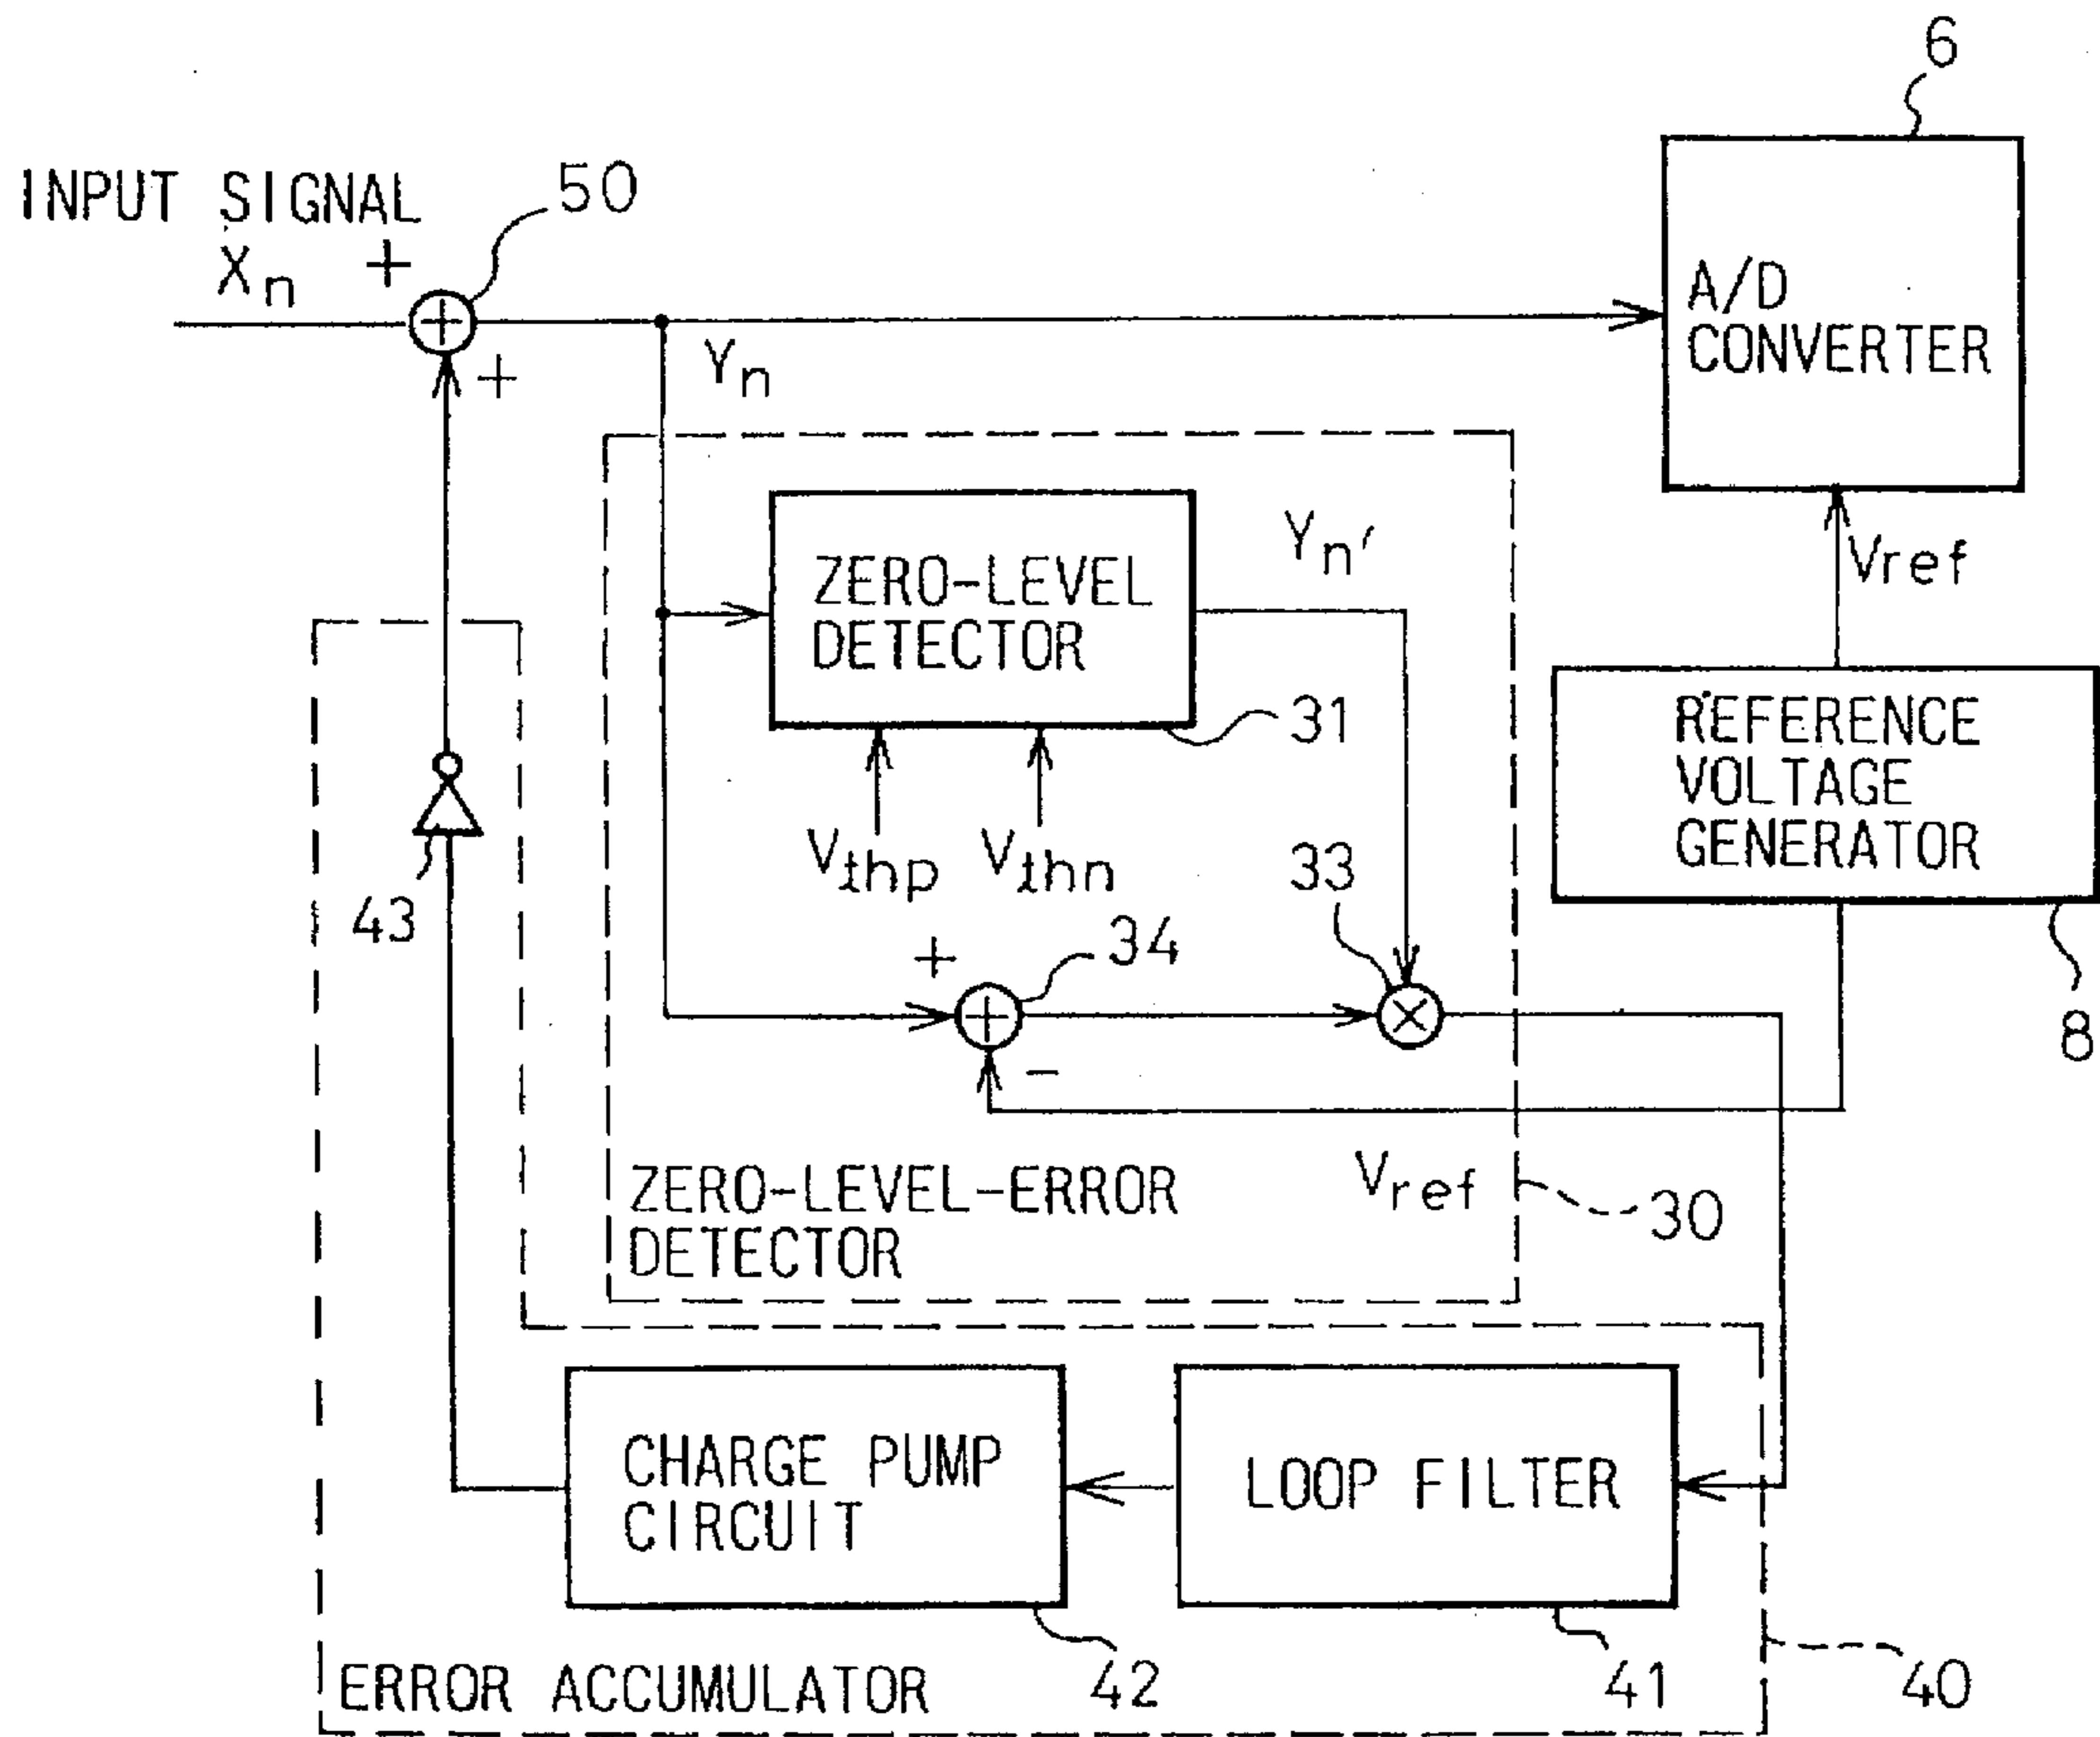 6
INPUT SIGNAL
Xn
+
50
+
Yn
A/D
CONVERTER
Vref
ZERO-LEVEL
DETECTOR
Yn'
31
Vthp
Vthn
REFERENCE
VOLTAGE
GENERATOR
8
43
33
+
34
-
Vref
ZERO-LEVEL-ERROR
DETECTOR
30
CHARGE PUMP
CIRCUIT
LOOP FILTER
42
41
40
ERROR ACCUMULATOR